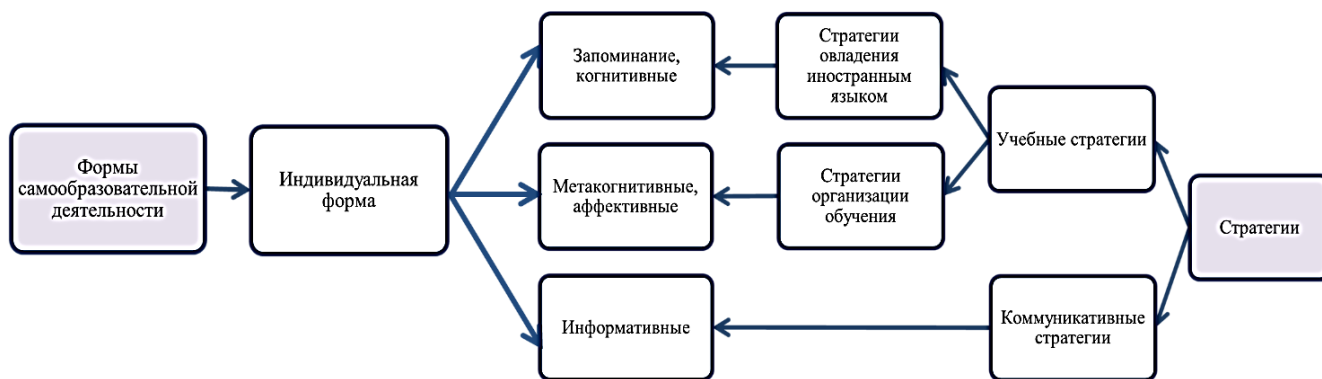 Формы
самообразовательной
деятельности
Индивидуальная
форма
Запоминание,
когнитивные
Метакогнитивные,
аффективные
Информативные
Стратегии
овладения
иностранным
языком
Стратегии
организации
обучения
Учебные стратегии
Коммуникативные
стратегии
Стратегии